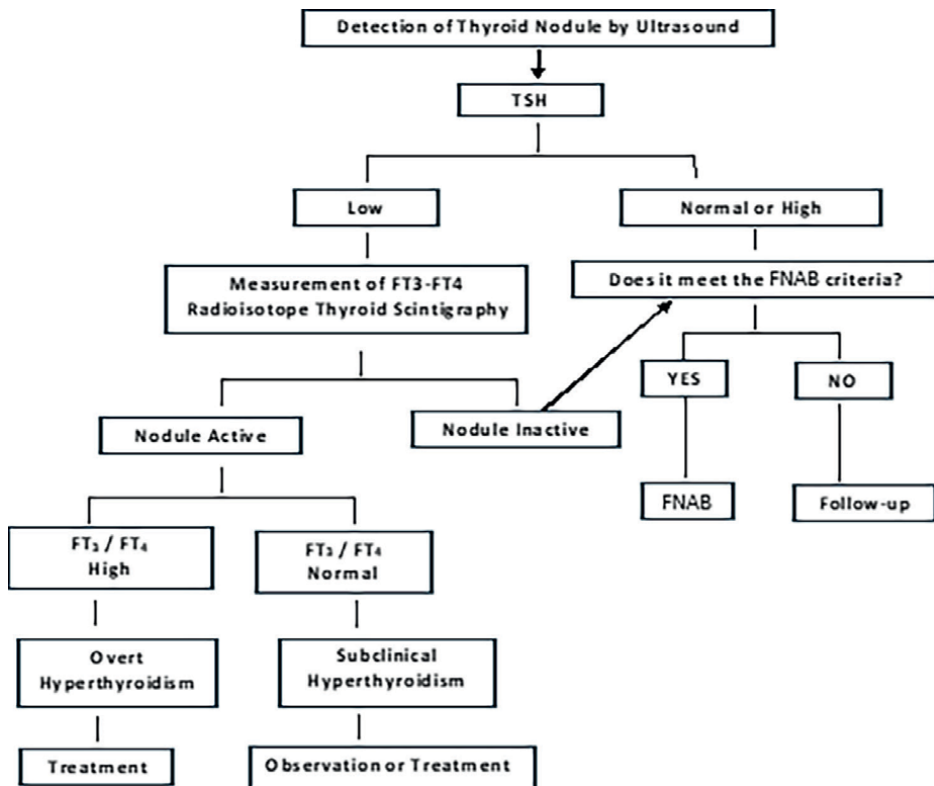 Detection of Thyroid Nodule by Ultrasound
TSH
Low
Normal or High
Measurement of FT3-FT4
Radioisotope Thyroid Scintigraphy
Does it meet the FNAB criteria?
YES
NO
Nodule Active
Nodule Inactive
FNAB
Follow-up
FT₃ / FT₄
High
FT₃ / FT₄
Normal
Overt
Hyperthyroidism
Subclinical
Hyperthyroidism
Treatment
Observation or Treatment